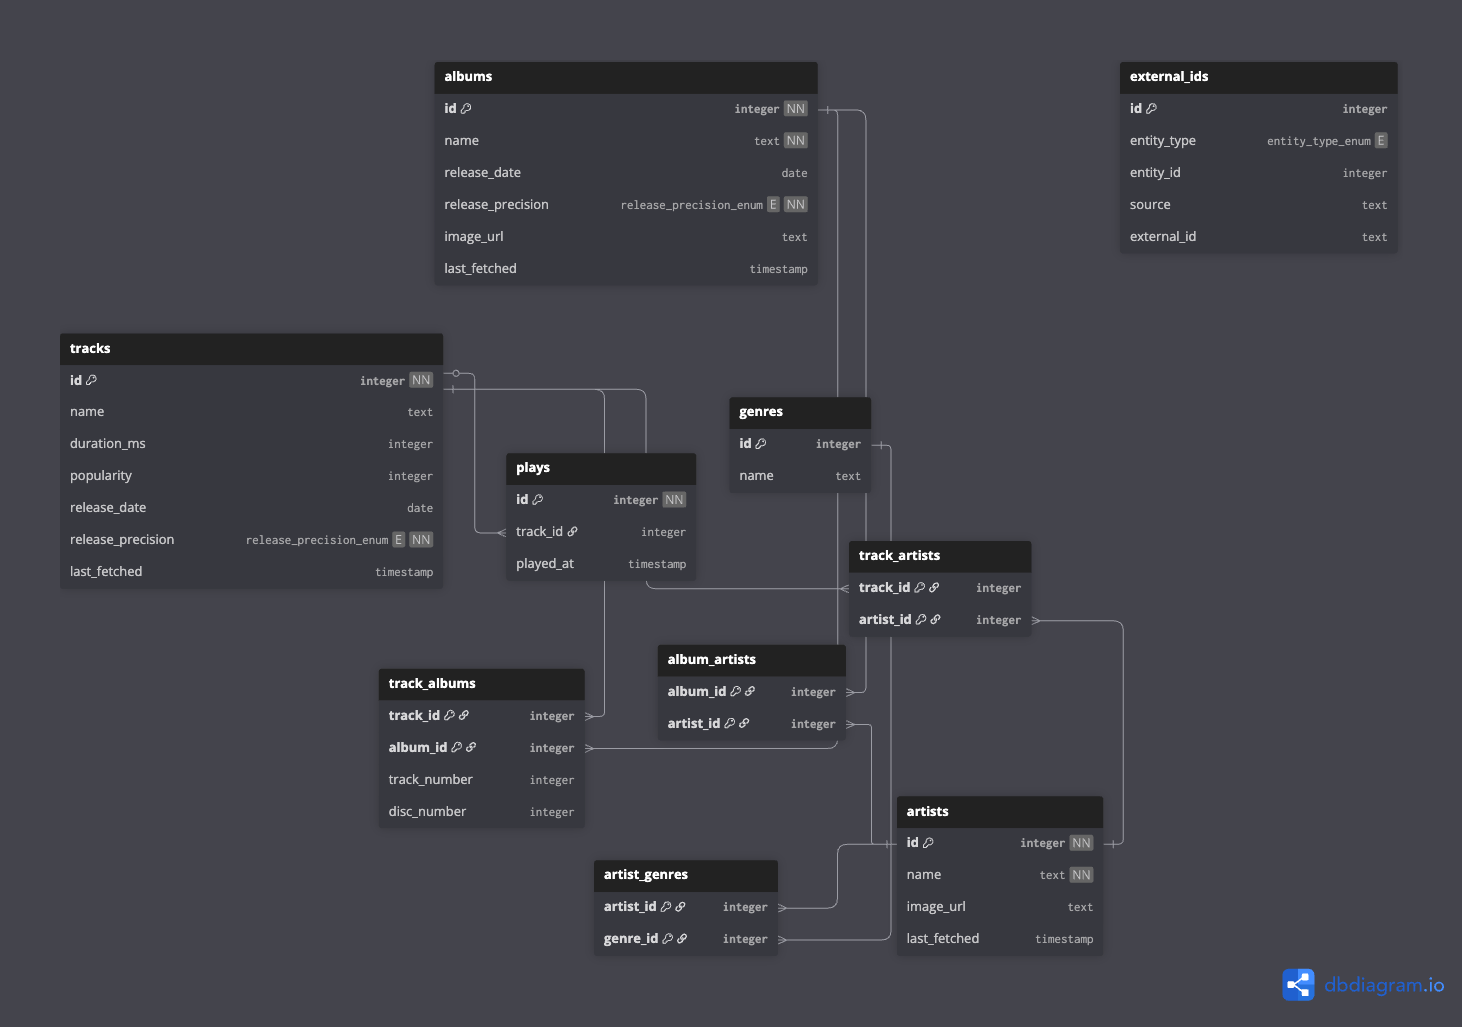 albums
id integer NN
name text NN
release_date date
release_precision release_precision_enum E NN
image_url text
last_fetched timestamp
external_ids
id integer
entity_type entity_type_enum E
entity_id integer
source text
external_id text
tracks
id integer NN
name text
duration_ms integer
popularity integer
release_date date
release_precision release_precision_enum E NN
last_fetched timestamp
genres
id integer
name text
plays
id integer NN
track_id integer
played_at timestamp
track_artists
track_id integer
artist_id integer
album_artists
album_id integer
artist_id integer
track_albums
track_id integer
album_id integer
track_number integer
disc_number integer
artists
id integer NN
name text NN
image_url text
last_fetched timestamp
artist_genres
artist_id integer
genre_id integer
dbdiagram.io